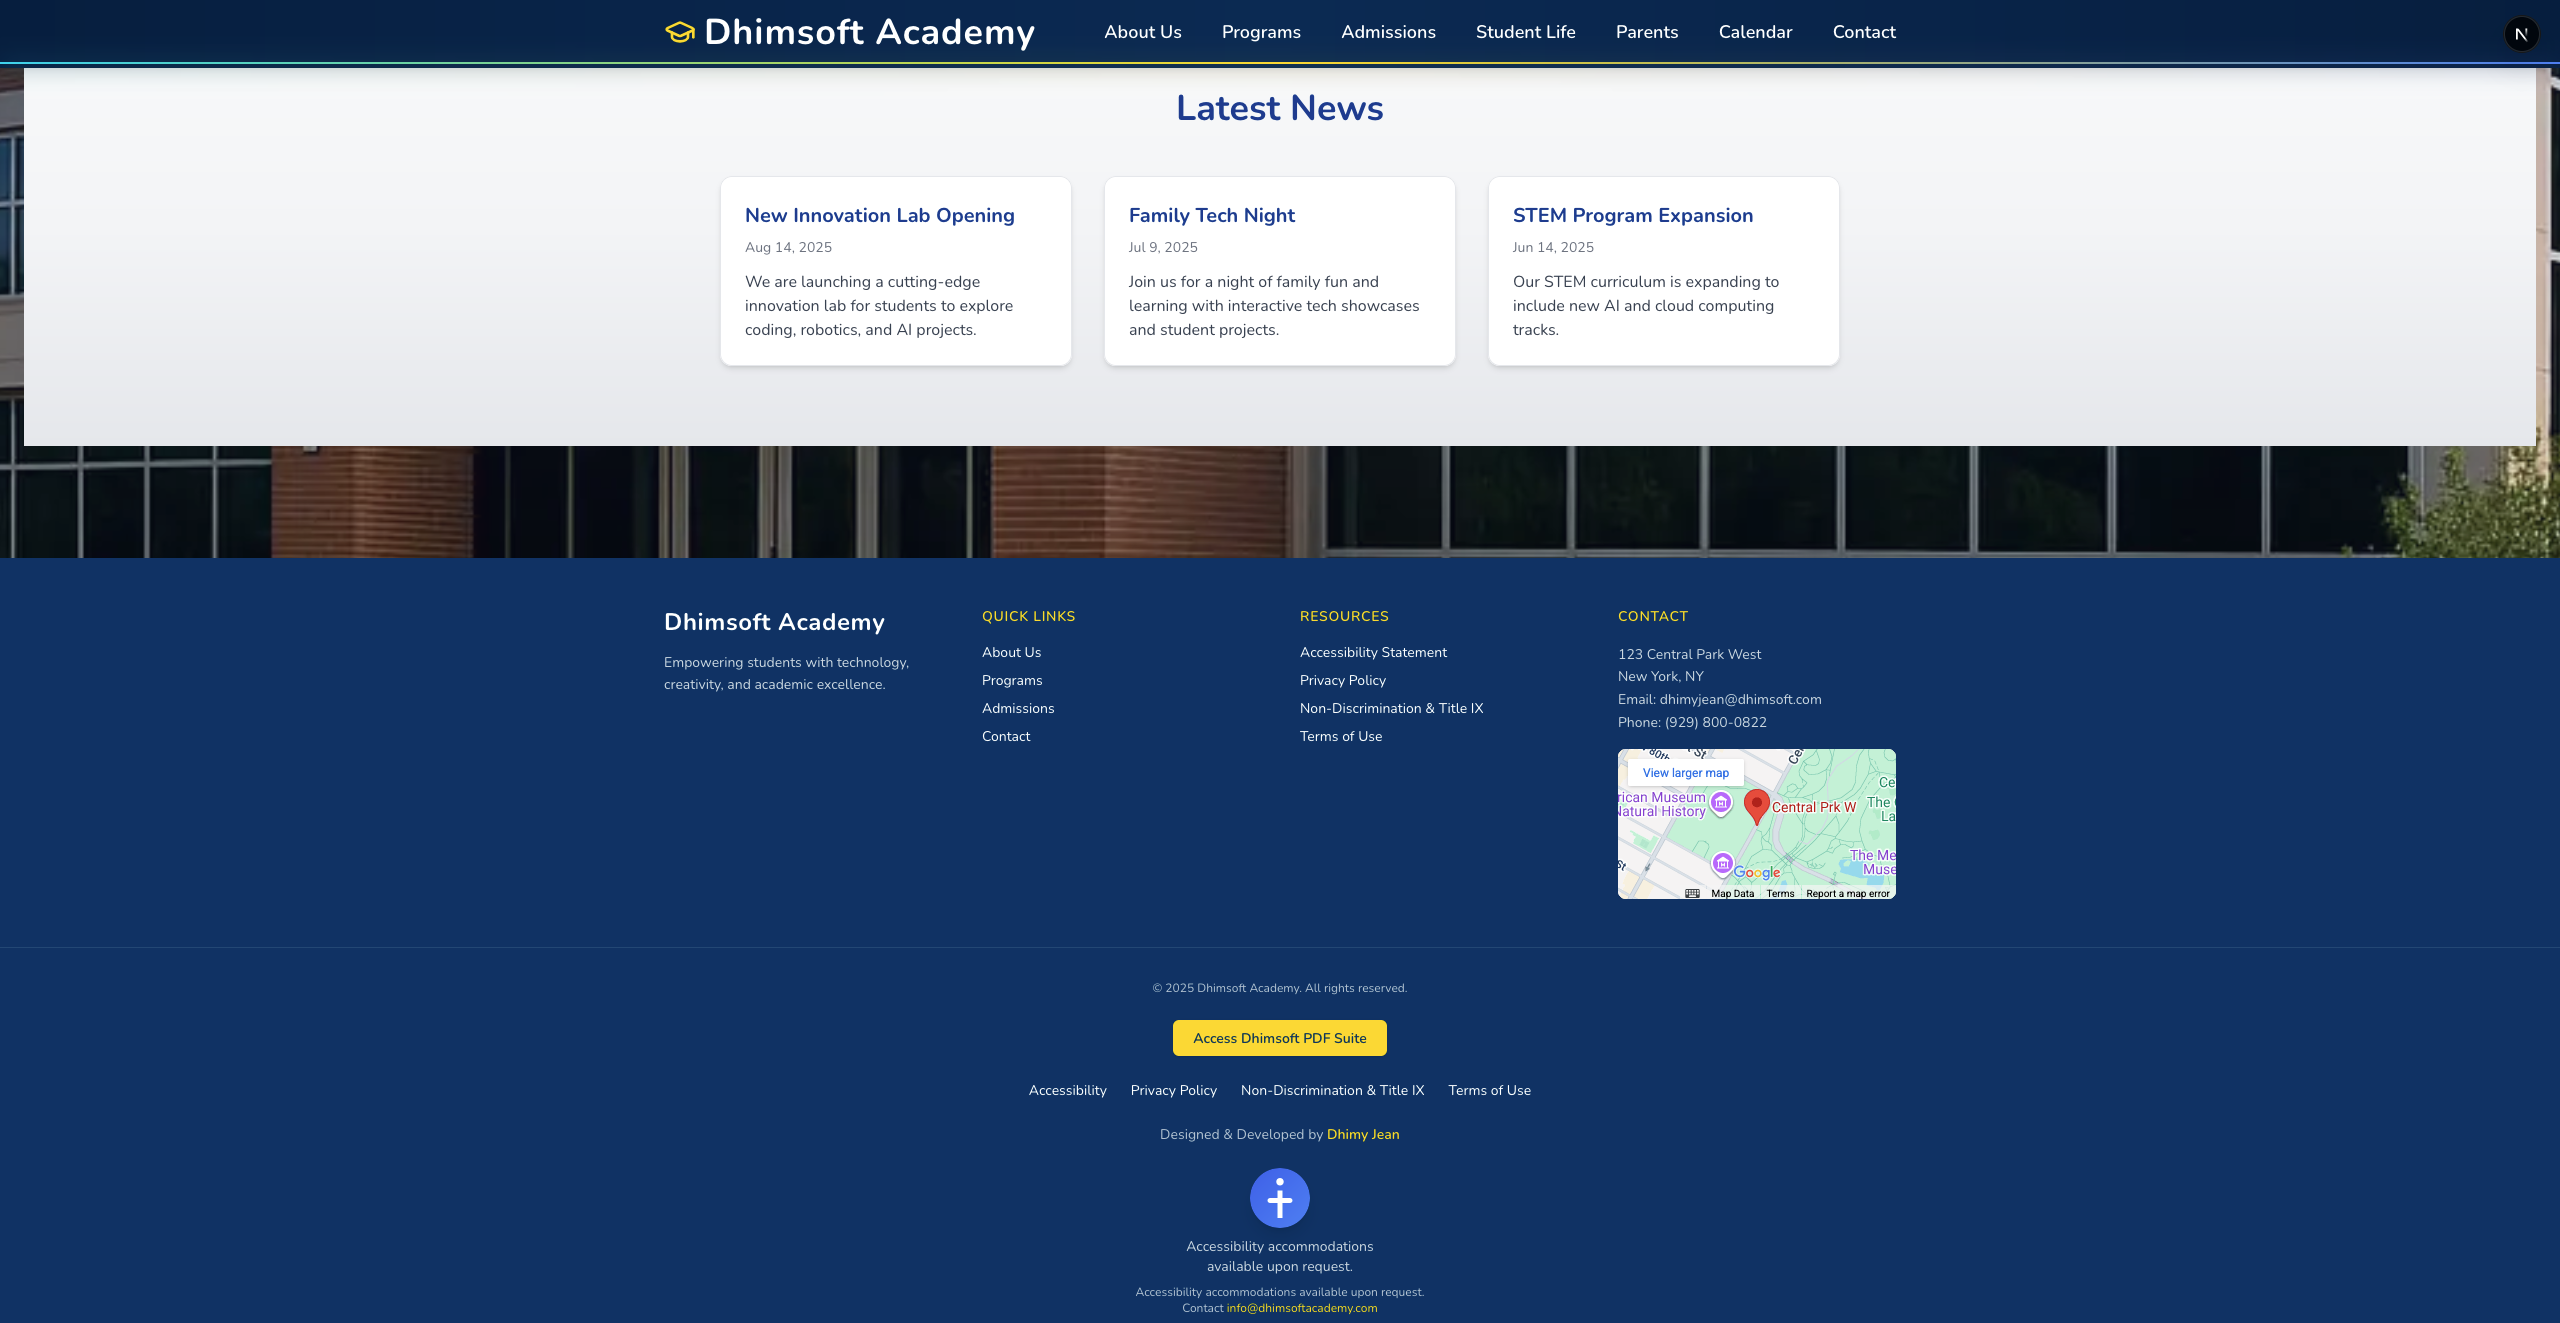 Dhimsoft Academy
About Us Programs Admissions Student Life Parents Calendar Contact
N
Latest News
New Innovation Lab Opening
Aug 14, 2025
We are launching a cutting-edge
innovation lab for students to explore
coding, robotics, and AI projects.
Family Tech Night
Jul 9, 2025
Join us for a night of family fun and
learning with interactive tech showcases
and student projects.
STEM Program Expansion
Jun 14, 2025
Our STEM curriculum is expanding to
include new AI and cloud computing
tracks.
Dhimsoft Academy
Empowering students with technology,
creativity, and academic excellence.
QUICK LINKS
About Us
Programs
Admissions
Contact
RESOURCES
Accessibility Statement
Privacy Policy
Non-Discrimination & Title IX
Terms of Use
CONTACT
123 Central Park West
New York, NY
Email: dhimyjean@dhimsoft.com
Phone: (929) 800-0822
80th St
View larger map
rican Museum
Natural History
Central Prk W
Ce
The
La
The Me
Muse
St
Google
Map Data Terms Report a map error
© 2025 Dhimsoft Academy. All rights reserved.
Access Dhimsoft PDF Suite
Accessibility Privacy Policy Non-Discrimination & Title IX Terms of Use
Designed & Developed by Dhimy Jean
Accessibility accommodations
available upon request.
Accessibility accommodations available upon request.
Contact info@dhimsoftacademy.com